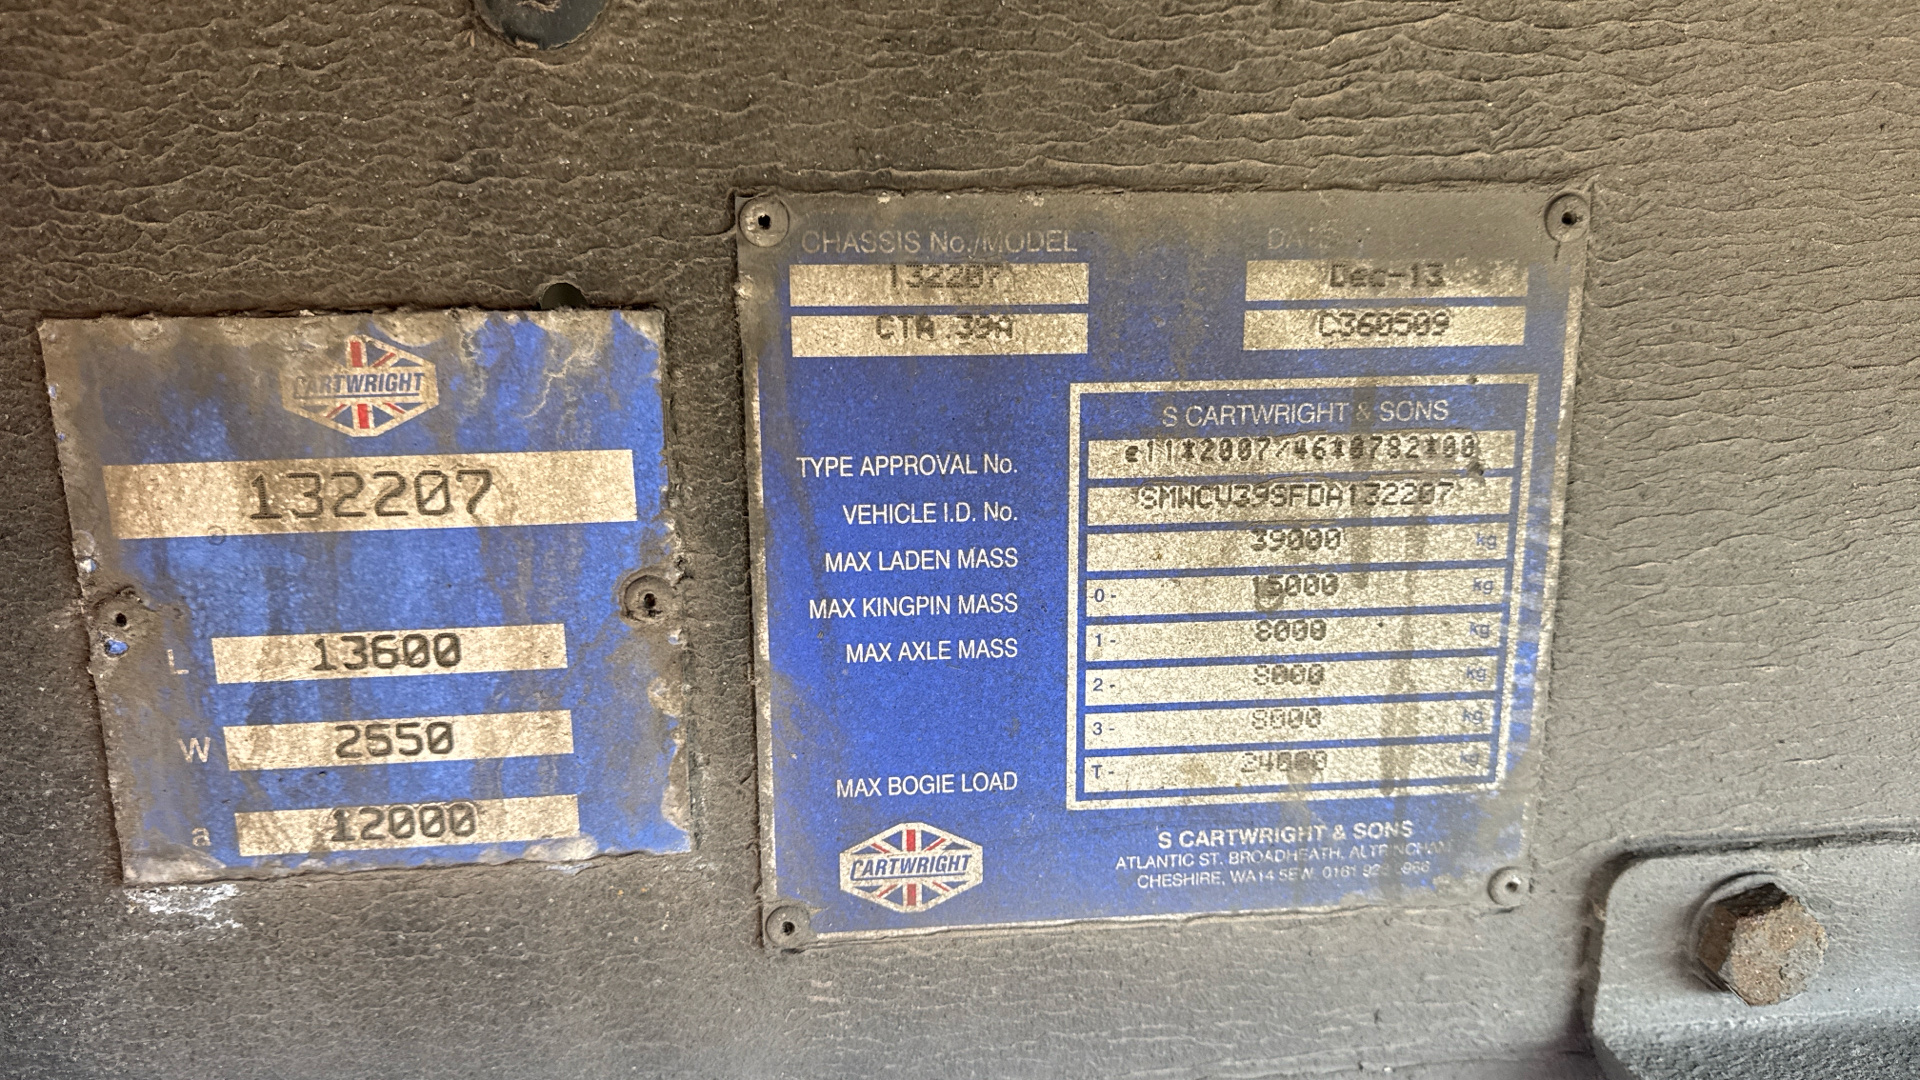 CARTWRIGHT
132207
L 13600
W 2550
a 12000
CHASSIS No./MODEL
132207 Dec-13
CTA 39A C360509
S CARTWRIGHT & SONS
TYPE APPROVAL No. e11*2007/46*0782*00
VEHICLE I.D. No. SMWCV39SFDA132207
MAX LADEN MASS 39000 kg
MAX KINGPIN MASS 0- 15000 kg
MAX AXLE MASS 1- 8000 kg
2- 8000 kg
3- 8000 kg
MAX BOGIE LOAD T- 24000 kg
CARTWRIGHT
S CARTWRIGHT & SONS
ATLANTIC ST. BROADHEATH, ALTRINCHAM
CHESHIRE, WA14 5EW. 0161